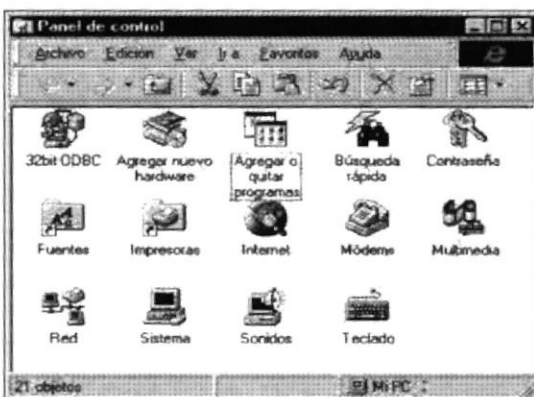 Panel de control
Archivo Edición Ver Ir a Favoritos Ayuda
32bit ODBC Agregar nuevo hardware Agregar o quitar programas Búsqueda rápida Contraseña
Fuentes Impresoras Internet Módems Multimedia
Red Sistema Sonidos Teclado
21 objetos Mi PC